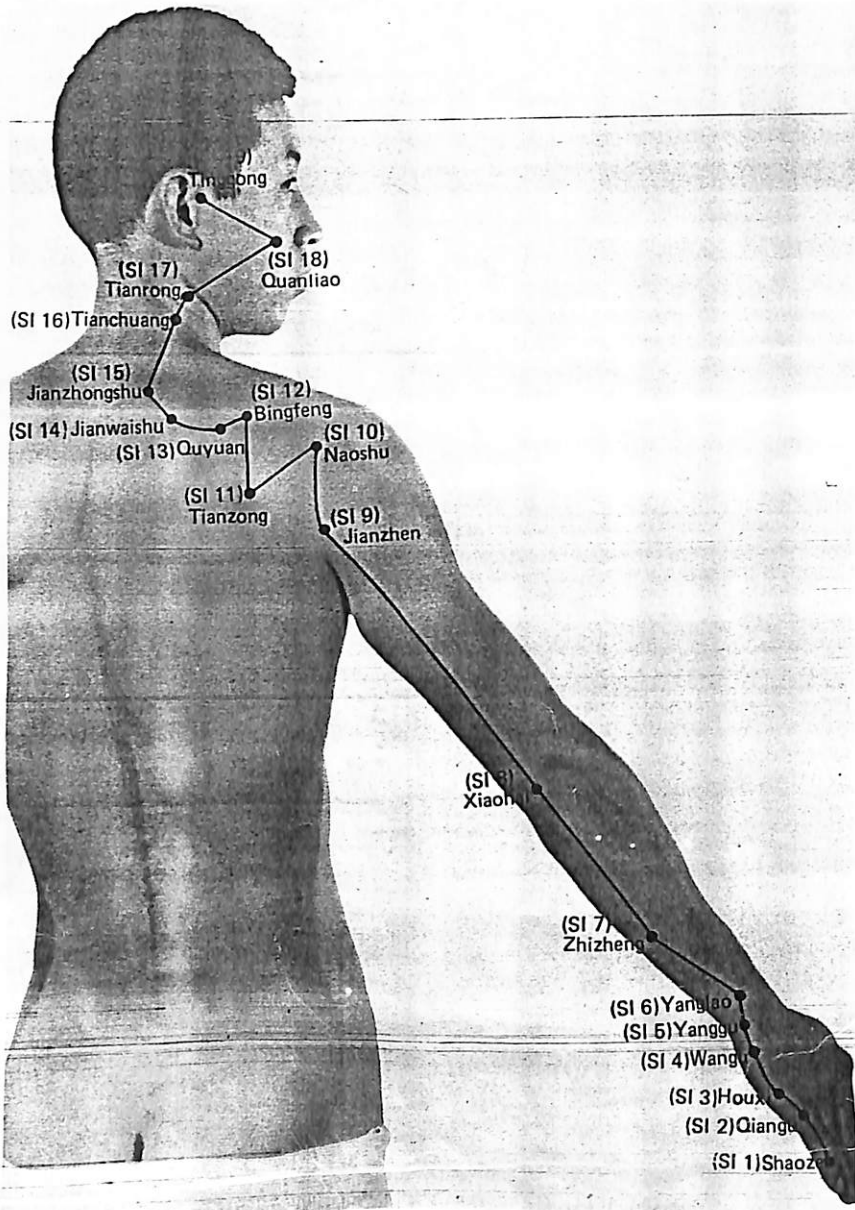 (SI 17)
Tianrong
(SI 18)
Quanliao
(SI 16) Tianchuang
(SI 15)
Jianzhongshu
(SI 12)
Bingfeng
(SI 14) Jianwaishu
(SI 13) Quyuan
(SI 10)
Naoshu
(SI 11)
Tianzong
(SI 9)
Jianzhen
(SI 8)
(SI 7)
Zhizheng
(SI 6) Yanglao
(SI 5) Yanggu
(SI 4) Wangu
(SI 3)
(SI 2)
(SI 1)